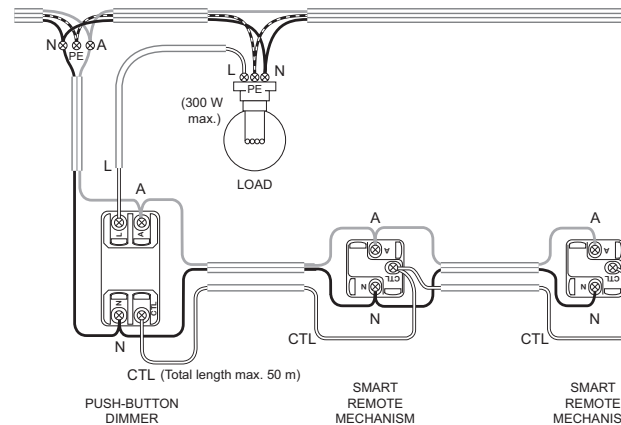 N PE A
L PE N
(300 W
max.)
LOAD
L
A
L A
N CTL
N
CTL (Total length max. 50 m)
PUSH-BUTTON
DIMMER
A
A
CTL
N
N
CTL
SMART
REMOTE
MECHANISM
A
A
CTL
N
N
CTL
SMART
REMOTE
MECHANIS